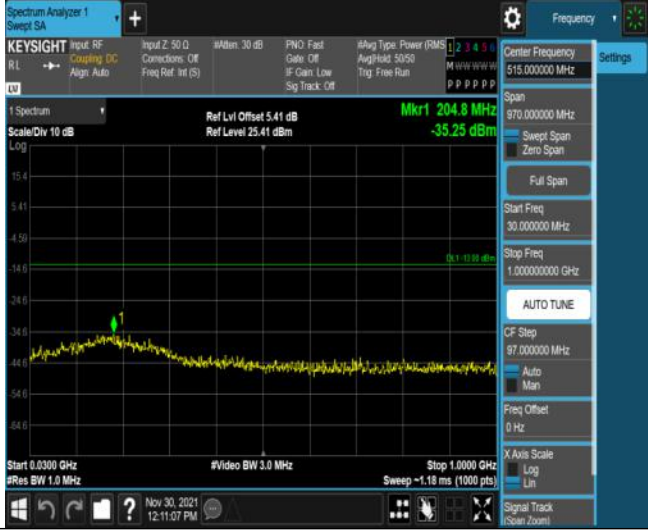 Spectrum Analyzer 1
Swept SA
+
Frequency
KEYSIGHT
Input: RF
Input Z: 50 Ω
#Atten: 30 dB
PNO: Fast
#Avg Type: Power (RMS
1 2 3 4 5 6
RL
Coupling: DC
Corrections: Off
Gate: Off
Avg|Hold: 50/50
M W W W W W
Align: Auto
Freq Ref: Int (S)
IF Gain: Low
Trig: Free Run
Sig Track: Off
P P P P P P
LV
Center Frequency
515.000000 MHz
Settings
Span
970.000000 MHz
Swept Span
Zero Span
Full Span
Start Freq
30.000000 MHz
Stop Freq
1.000000000 GHz
AUTO TUNE
CF Step
97.000000 MHz
Auto
Man
Freq Offset
0 Hz
X Axis Scale
Log
Lin
Signal Track
(Span Zoom)
1 Spectrum
Ref Lvl Offset 5.41 dB
Mkr1 204.8 MHz
Scale/Div 10 dB
Ref Level 25.41 dBm
-35.25 dBm
Log
15.4
5.41
-4.59
DL1 -13.00 dBm
-14.6
-24.6
1
-34.6
-44.6
-54.6
-64.6
Start 0.0300 GHz
#Video BW 3.0 MHz
Stop 1.0000 GHz
#Res BW 1.0 MHz
Sweep ~1.18 ms (1000 pts)
?
Nov 30, 2021
12:11:07 PM